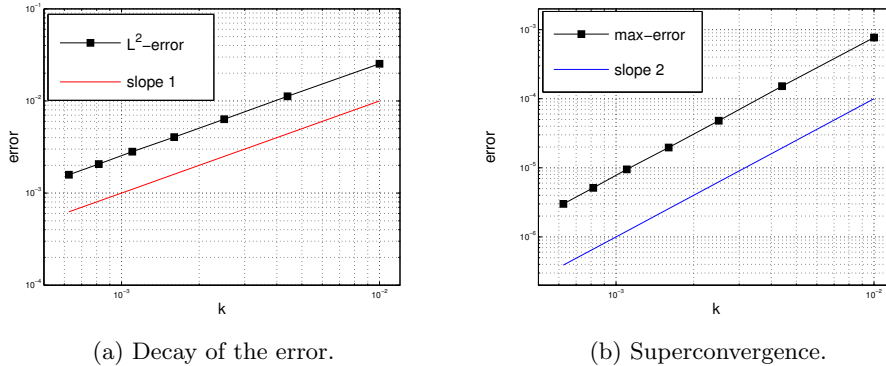 10^-1
10^-2
10^-3
10^-4
error
L^2-error
slope 1
10^-3
10^-2
k
(a) Decay of the error.
10^-3
10^-4
10^-5
10^-6
error
max-error
slope 2
10^-3
10^-2
k
(b) Superconvergence.